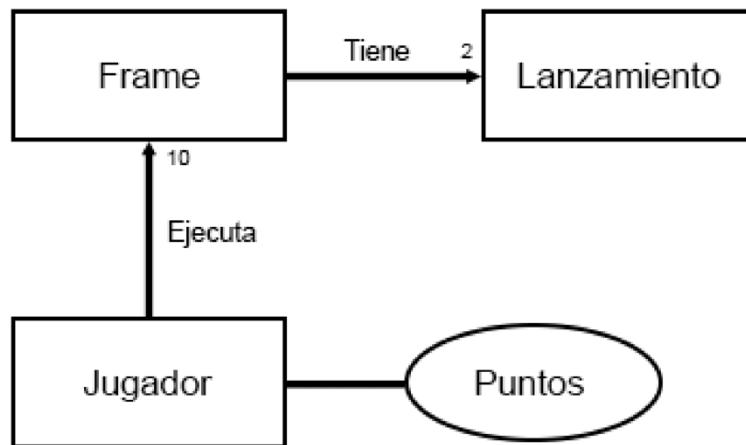 Frame
Tiene
2
Lanzamiento
10
Ejecuta
Jugador
Puntos